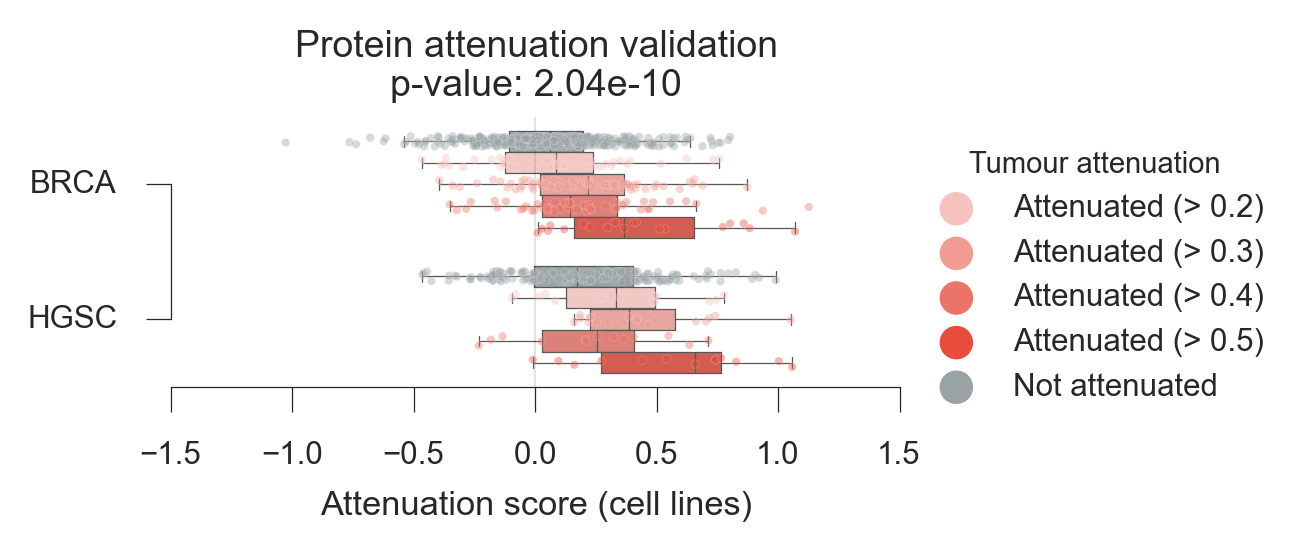 Protein attenuation validation
p-value: 2.04e-10
BRCA
HGSC
−1.5 −1.0 −0.5 0.0 0.5 1.0 1.5
Attenuation score (cell lines)
Tumour attenuation
Attenuated (> 0.2)
Attenuated (> 0.3)
Attenuated (> 0.4)
Attenuated (> 0.5)
Not attenuated